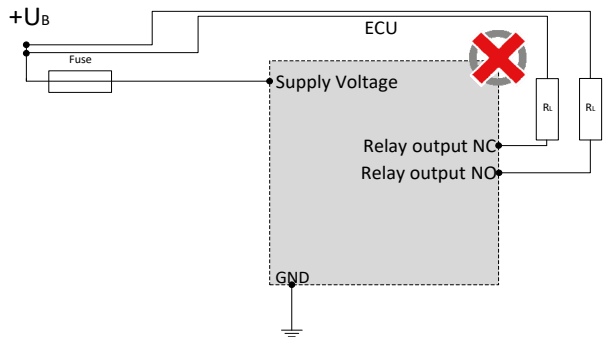 +UB
ECU
Fuse
Supply Voltage
RL
RL
Relay output NC
Relay output NO
GND